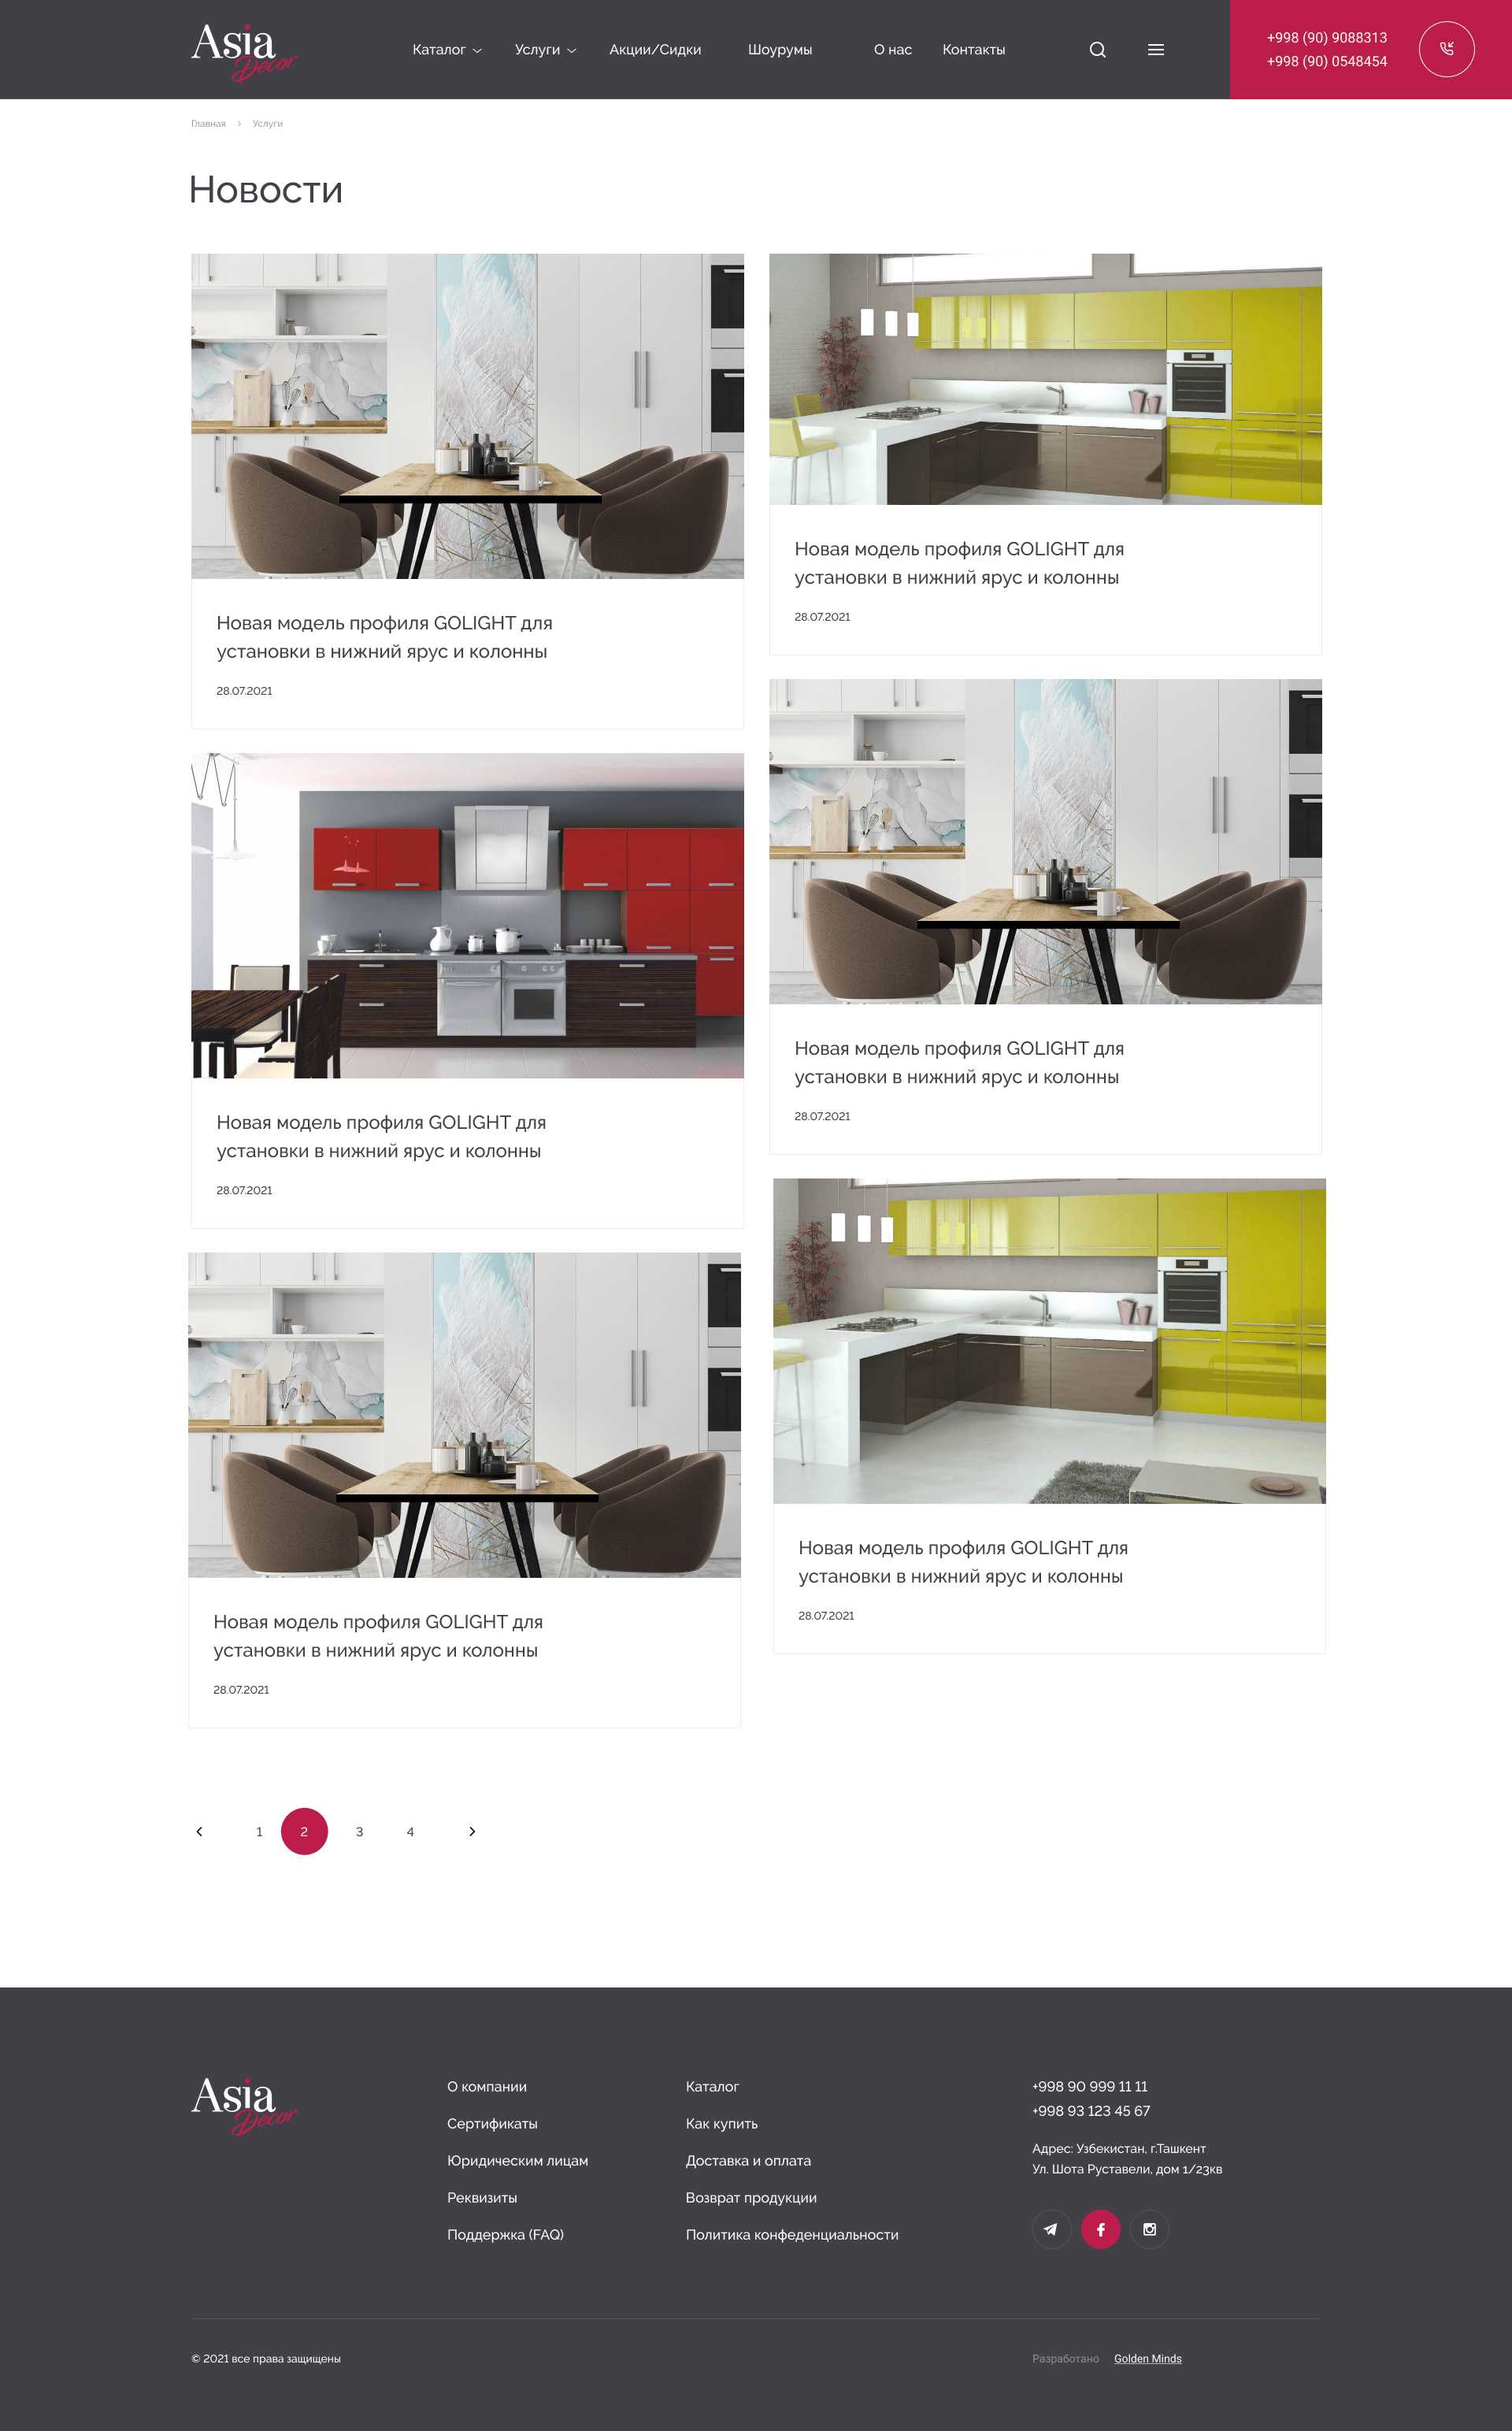 Asia
Decor
Каталог
Услуги
Акции/Сидки
Шоурумы
О нас
Контакты
+998 (90) 9088313
+998 (90) 0548454
Главная
Услуги
Новости
Новая модель профиля GOLIGHT для
установки в нижний ярус и колонны
28.07.2021
Новая модель профиля GOLIGHT для
установки в нижний ярус и колонны
28.07.2021
Новая модель профиля GOLIGHT для
установки в нижний ярус и колонны
28.07.2021
Новая модель профиля GOLIGHT для
установки в нижний ярус и колонны
28.07.2021
Новая модель профиля GOLIGHT для
установки в нижний ярус и колонны
28.07.2021
Новая модель профиля GOLIGHT для
установки в нижний ярус и колонны
28.07.2021
1 2 3 4
Asia
Decor
О компании
Сертификаты
Юридическим лицам
Реквизиты
Поддержка (FAQ)
Каталог
Как купить
Доставка и оплата
Возврат продукции
Политика конфеденциальности
+998 90 999 11 11
+998 93 123 45 67
Адрес: Узбекистан, г.Ташкент
Ул. Шота Руставели, дом 1/23кв
© 2021 все права защищены
Разработано Golden Minds